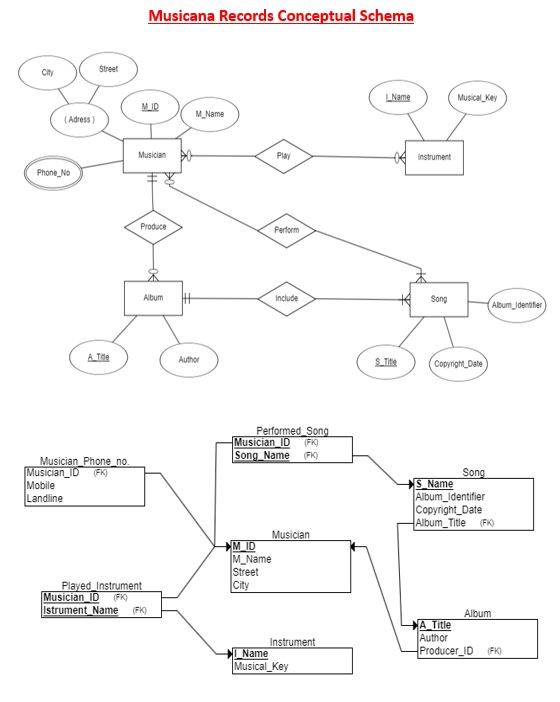 Musicana Records Conceptual Schema
City
Street
( Adress )
M_ID
M_Name
I_Name
Musical_Key
Phone_No
Musician
Play
Instrument
Produce
Perform
Album
Include
Song
Album_Identifier
A_Title
Author
S_Title
Copyright_Date
Performed_Song
Musician_ID (FK)
Song_Name (FK)
Musician_Phone_no.
Musician_ID (FK)
Mobile
Landline
Song
S_Name
Album_Identifier
Copyright_Date
Album_Title (FK)
Musician
M_ID
M_Name
Street
City
Played_Instrument
Musician_ID (FK)
Istrument_Name (FK)
Album
A_Title
Author
Producer_ID (FK)
Instrument
I_Name
Musical_Key